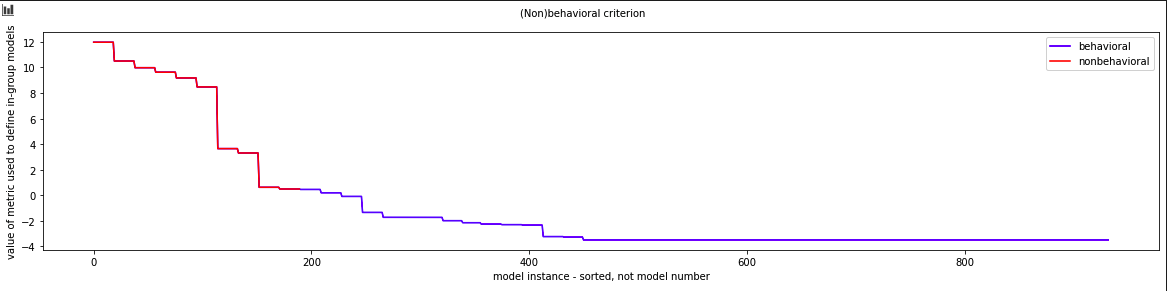 (Non)behavioral criterion
value of metric used to define in-group models
12
10
8
6
4
2
0
−2
−4
behavioral
nonbehavioral
0 200 400 600 800
model instance - sorted, not model number